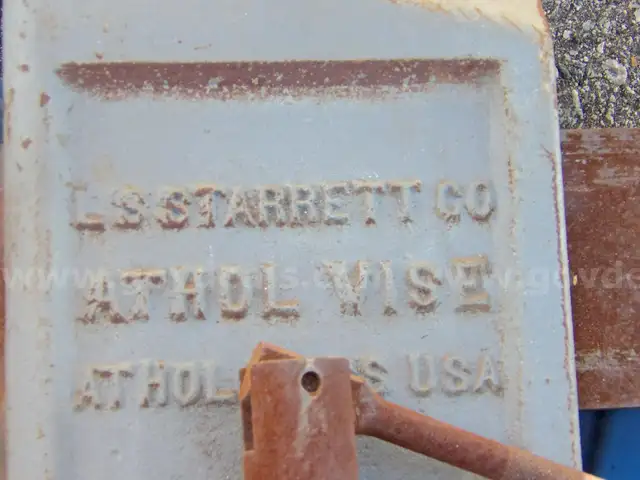 L S STARRETT CO
ATHOL VISE
ATHOL S USA